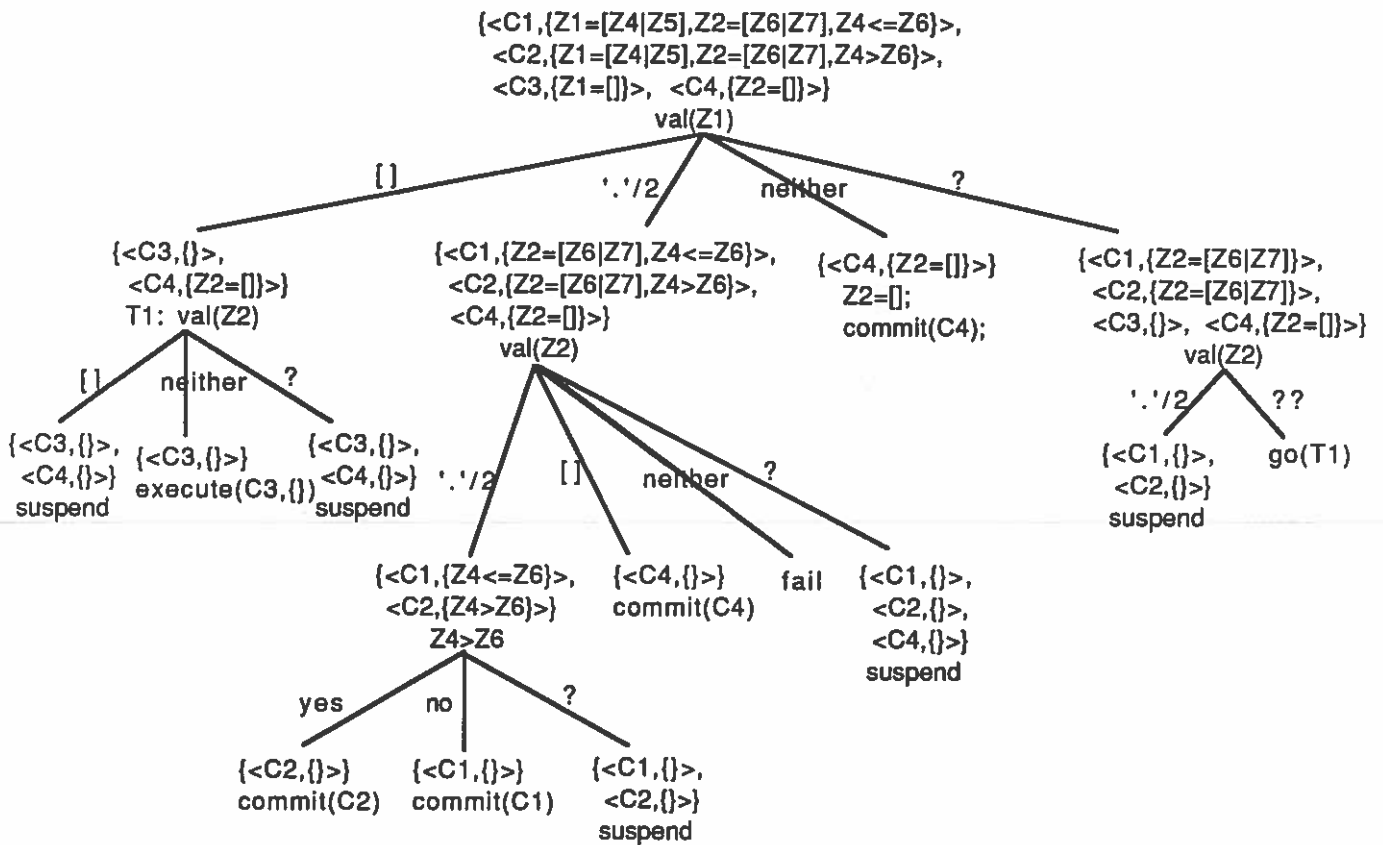 {<C1,{Z1=[Z4|Z5],Z2=[Z6|Z7],Z4<=Z6}>,
<C2,{Z1=[Z4|Z5],Z2=[Z6|Z7],Z4>Z6}>,
<C3,{Z1=[]}>, <C4,{Z2=[]}>}
val(Z1)
[ ]
'.'/2
neither
?
{<C3,{}>,
<C4,{Z2=[]}>}
T1: val(Z2)
{<C1,{Z2=[Z6|Z7],Z4<=Z6}>,
<C2,{Z2=[Z6|Z7],Z4>Z6}>,
<C4,{Z2=[]}>}
val(Z2)
{<C4,{Z2=[]}>}
Z2=[];
commit(C4);
{<C1,{Z2=[Z6|Z7]}>,
<C2,{Z2=[Z6|Z7]}>,
<C3,{}>, <C4,{Z2=[]}>}
val(Z2)
[ ]
neither
?
'.'/2
??
{<C3,{}>,
<C4,{}>}
suspend
{<C3,{}>}
execute(C3,{})
{<C3,{}>,
<C4,{}>}
suspend
'.'/2
[ ]
neither
?
{<C1,{}>,
<C2,{}>}
suspend
go(T1)
{<C1,{Z4<=Z6}>,
<C2,{Z4>Z6}>}
Z4>Z6
{<C4,{}>}
commit(C4)
fail
{<C1,{}>,
<C2,{}>,
<C4,{}>}
suspend
yes
no
?
{<C2,{}>}
commit(C2)
{<C1,{}>}
commit(C1)
{<C1,{}>,
<C2,{}>}
suspend